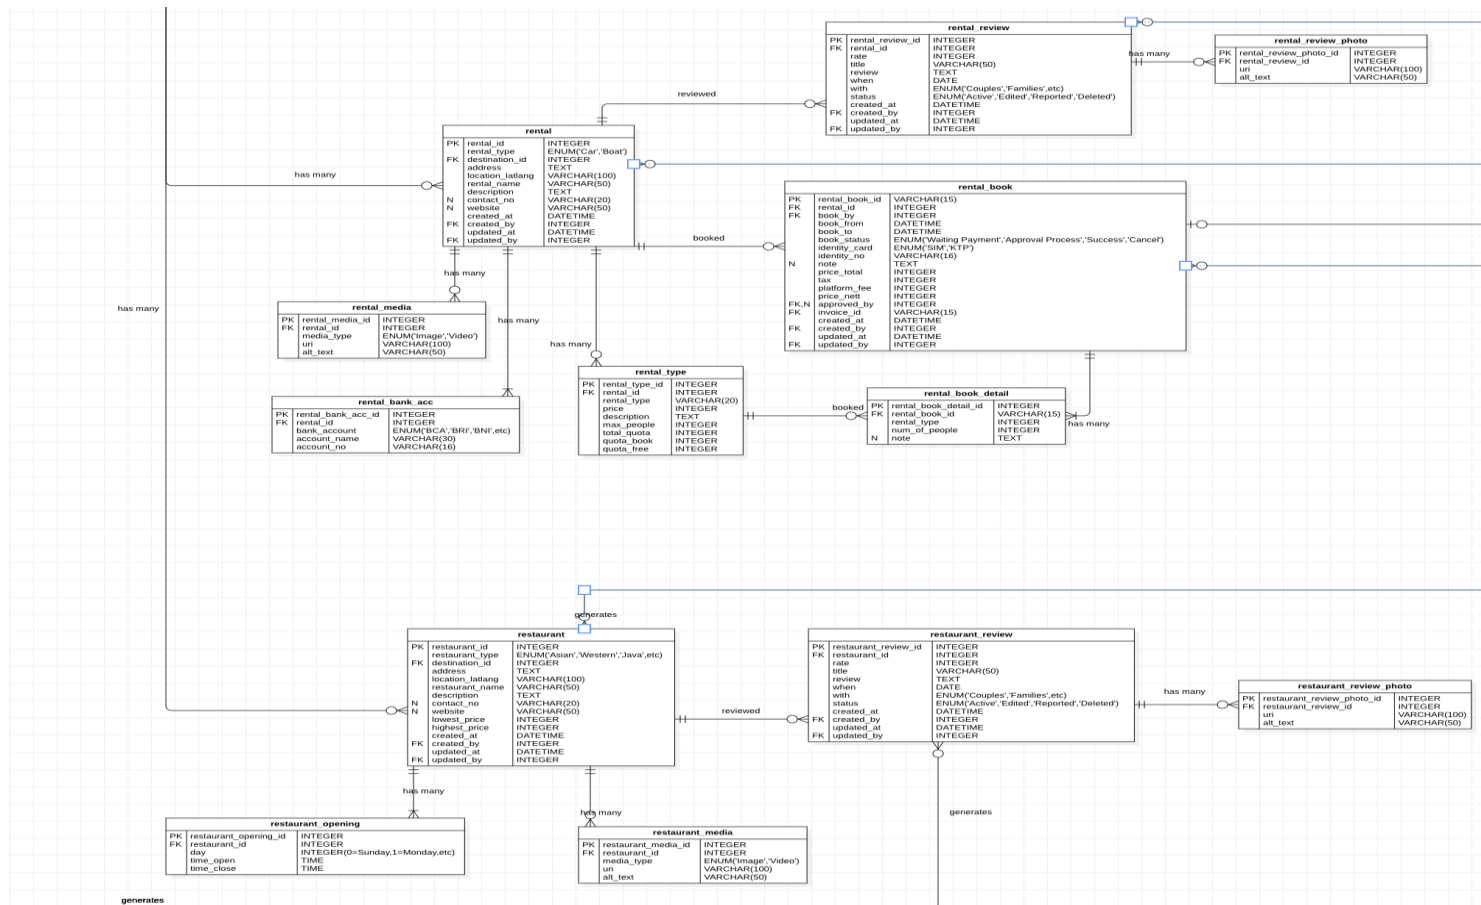 rental_review
PK rental_review_id INTEGER
FK rental_id INTEGER
rate INTEGER
title VARCHAR(50)
review TEXT
when DATE
with ENUM('Couples','Families',etc)
status ENUM('Active','Edited','Reported','Deleted')
created_at DATETIME
FK created_by INTEGER
updated_at DATETIME
FK updated_by INTEGER
has many
rental_review_photo
PK rental_review_photo_id INTEGER
FK rental_review_id INTEGER
uri VARCHAR(100)
alt_text VARCHAR(50)
reviewed
rental
PK rental_id INTEGER
rental_type ENUM('Car','Boat')
FK destination_id INTEGER
address TEXT
location_latlang VARCHAR(100)
rental_name VARCHAR(50)
description TEXT
N contact_no VARCHAR(20)
N website VARCHAR(50)
created_at DATETIME
FK created_by INTEGER
updated_at DATETIME
FK updated_by INTEGER
has many
booked
rental_book
PK rental_book_id VARCHAR(15)
FK rental_id INTEGER
FK book_by INTEGER
book_from DATETIME
book_to DATETIME
book_status ENUM('Waiting Payment','Approval Process','Success','Cancel')
identity_card ENUM('SIM','KTP')
identity_no VARCHAR(16)
N note TEXT
price_total INTEGER
tax INTEGER
platform_fee INTEGER
price_nett INTEGER
FK,N approved_by INTEGER
FK invoice_id VARCHAR(15)
created_at DATETIME
FK created_by INTEGER
updated_at DATETIME
FK updated_by INTEGER
has many
has many
rental_media
PK rental_media_id INTEGER
FK rental_id INTEGER
media_type ENUM('Image','Video')
uri VARCHAR(100)
alt_text VARCHAR(50)
has many
has many
rental_bank_acc
PK rental_bank_acc_id INTEGER
FK rental_id INTEGER
bank_account ENUM('BCA','BRI','BNI',etc)
account_name VARCHAR(30)
account_no VARCHAR(16)
rental_type
PK rental_type_id INTEGER
FK rental_id INTEGER
rental_type VARCHAR(20)
price INTEGER
description TEXT
max_people INTEGER
total_quota INTEGER
quota_book INTEGER
quota_free INTEGER
booked
rental_book_detail
PK rental_book_detail_id INTEGER
FK rental_book_id VARCHAR(15)
rental_type INTEGER
num_of_people INTEGER
N note TEXT
has many
generates
restaurant
PK restaurant_id INTEGER
restaurant_type ENUM('Asian','Western','Java',etc)
FK destination_id INTEGER
address TEXT
location_latlang VARCHAR(100)
restaurant_name VARCHAR(50)
description TEXT
N contact_no VARCHAR(20)
N website VARCHAR(50)
lowest_price INTEGER
highest_price INTEGER
created_at DATETIME
FK created_by INTEGER
updated_at DATETIME
FK updated_by INTEGER
reviewed
restaurant_review
PK restaurant_review_id INTEGER
FK restaurant_id INTEGER
rate INTEGER
title VARCHAR(50)
review TEXT
when DATE
with ENUM('Couples','Families',etc)
status ENUM('Active','Edited','Reported','Deleted')
created_at DATETIME
FK created_by INTEGER
updated_at DATETIME
FK updated_by INTEGER
has many
restaurant_review_photo
PK restaurant_review_photo_id INTEGER
FK restaurant_review_id INTEGER
uri VARCHAR(100)
alt_text VARCHAR(50)
has many
has many
generates
restaurant_opening
PK restaurant_opening_id INTEGER
FK restaurant_id INTEGER
day INTEGER(0=Sunday,1=Monday,etc)
time_open TIME
time_close TIME
restaurant_media
PK restaurant_media_id INTEGER
FK restaurant_id INTEGER
media_type ENUM('Image','Video')
uri VARCHAR(100)
alt_text VARCHAR(50)
generates